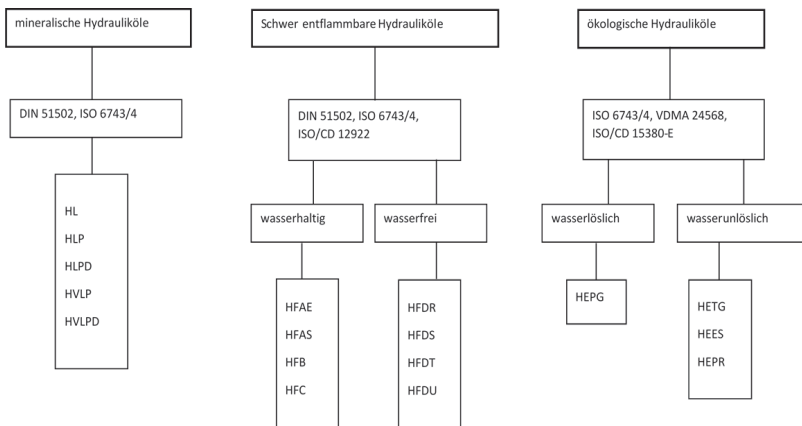 mineralische Hydrauliköle
DIN 51502, ISO 6743/4
HL
HLP
HLPD
HVLP
HVLPD
Schwer entflammbare Hydrauliköle
DIN 51502, ISO 6743/4,
ISO/CD 12922
wasserhaltig
HFAE
HFAS
HFB
HFC
wasserfrei
HFDR
HFDS
HFDT
HFDU
ökologische Hydrauliköle
ISO 6743/4, VDMA 24568,
ISO/CD 15380-E
wasserlöslich
HEPG
wasserunlöslich
HETG
HEES
HEPR